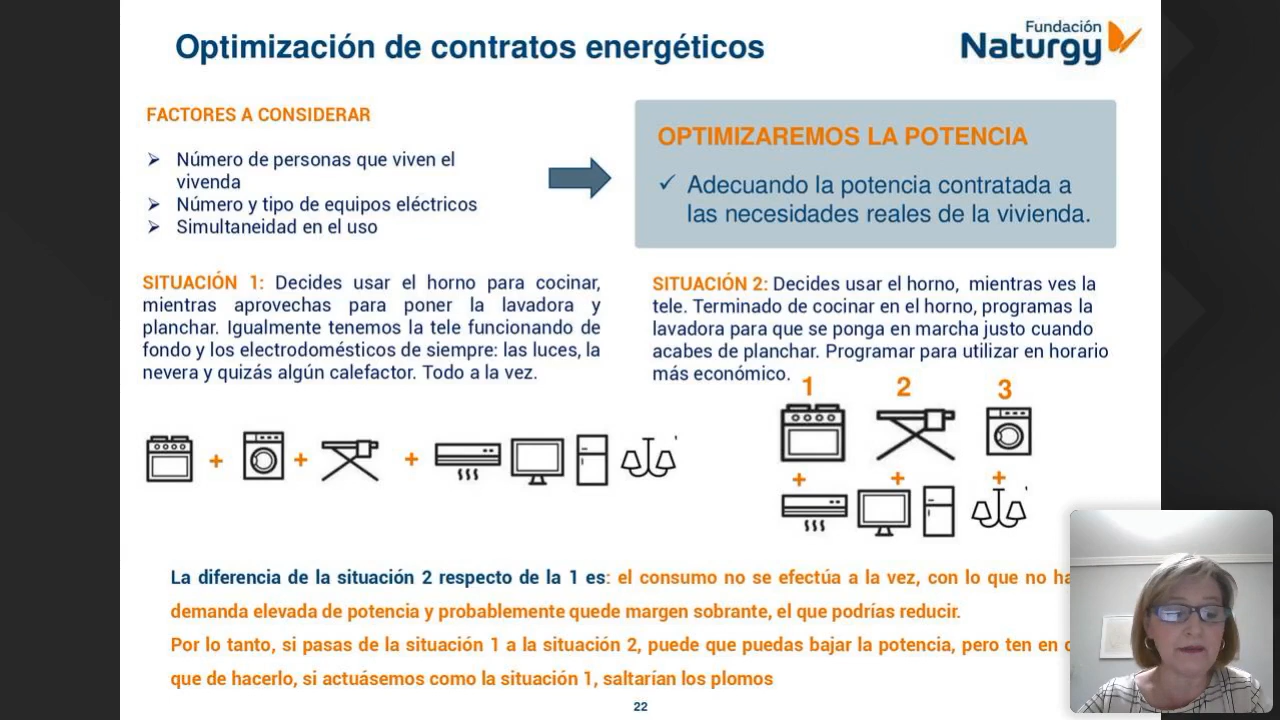 Optimización de contratos energéticos
Fundación
Naturgy
FACTORES A CONSIDERAR
Número de personas que viven el
vivenda
Número y tipo de equipos eléctricos
Simultaneidad en el uso
OPTIMIZAREMOS LA POTENCIA
Adecuando la potencia contratada a
las necesidades reales de la vivienda.
SITUACIÓN 1: Decides usar el horno para cocinar,
mientras aprovechas para poner la lavadora y
planchar. Igualmente tenemos la tele funcionando de
fondo y los electrodomésticos de siempre: las luces, la
nevera y quizás algún calefactor. Todo a la vez.
SITUACIÓN 2: Decides usar el horno, mientras ves la
tele. Terminado de cocinar en el horno, programas la
lavadora para que se ponga en marcha justo cuando
acabes de planchar. Programar para utilizar en horario
más económico.
1 2 3
+ + +
+ + +
La diferencia de la situación 2 respecto de la 1 es: el consumo no se efectúa a la vez, con lo que no
demanda elevada de potencia y probablemente quede margen sobrante, el que podrías reducir.
Por lo tanto, si pasas de la situación 1 a la situación 2, puede que puedas bajar la potencia, pero ten en
que de hacerlo, si actuásemos como la situación 1, saltarían los plomos
22